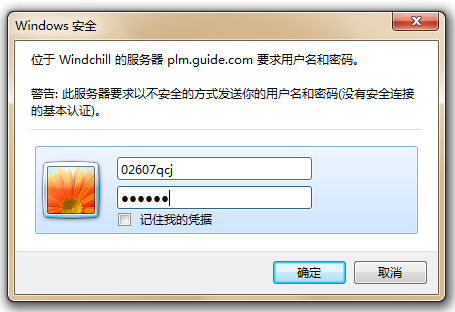 Windows 安全
位于 Windchill 的服务器 plm.guide.com 要求用户名和密码。
警告: 此服务器要求以不安全的方式发送你的用户名和密码(没有安全连接
的基本认证)。
02607qcj
●●●●●●
记住我的凭据
确定
取消